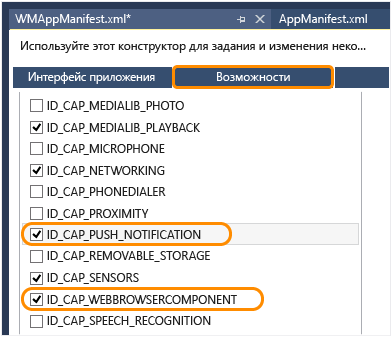 WMAppManifest.xml*
AppManifest.xml
Используйте этот конструктор для задания и изменения неко...
Интерфейс приложения
Возможности
ID_CAP_MEDIALIB_PHOTO
ID_CAP_MEDIALIB_PLAYBACK
ID_CAP_MICROPHONE
ID_CAP_NETWORKING
ID_CAP_PHONEDIALER
ID_CAP_PROXIMITY
ID_CAP_PUSH_NOTIFICATION
ID_CAP_REMOVABLE_STORAGE
ID_CAP_SENSORS
ID_CAP_WEBBROWSERCOMPONENT
ID_CAP_SPEECH_RECOGNITION